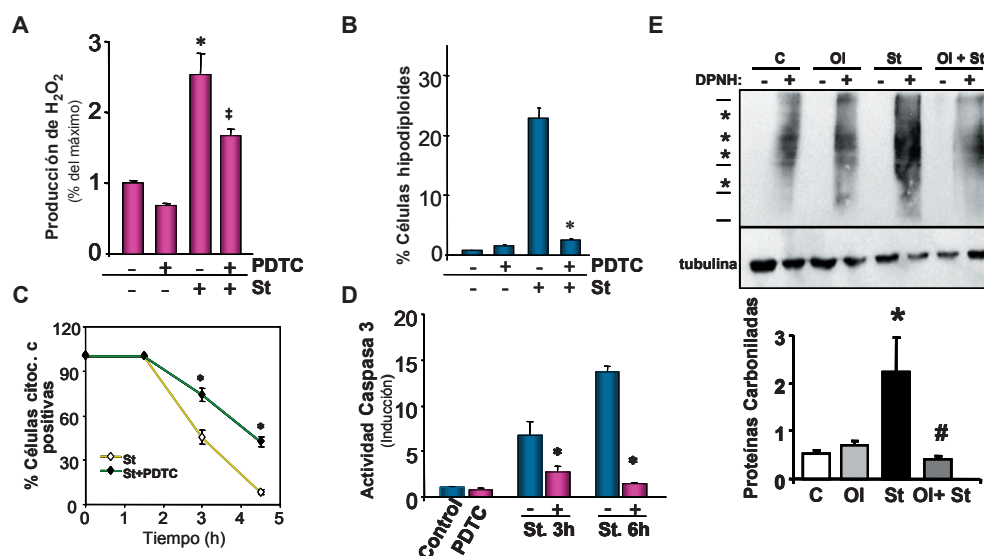 A
Producción de H2O2
(% del máximo)
3
2
1
0
*
‡
- + - + PDTC
- - + + St
B
% Células hipodiploides
30
20
10
0
*
- + - + PDTC
- - + + St
C
% Células citoc. c
positivas
120
90
60
30
0
*
*
St
St+PDTC
0 1 2 3 4 5
Tiempo (h)
D
Actividad Caspasa 3
(Inducción)
20
15
10
5
0
*
*
Control
PDTC
- + - +
St. 3h St. 6h
E
C Ol St Ol + St
DPNH: - + - + - + - +
*
*
*
*
tubulina
Proteínas Carboniladas
3
2
1
0
*
#
C Ol St Ol+ St